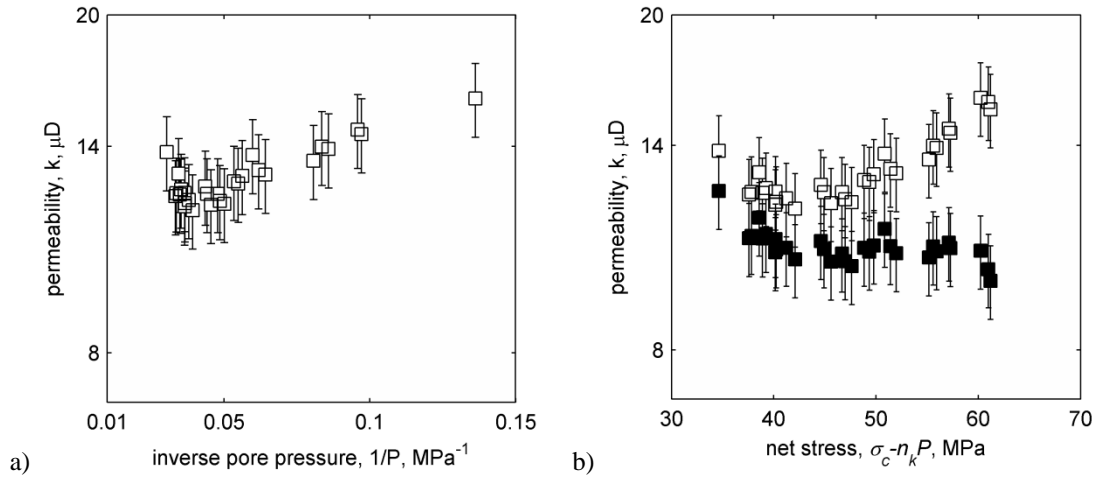 20
14
8
permeability, k, μD
0.01
0.05
0.1
0.15
inverse pore pressure, 1/P, MPa⁻¹
a)
20
14
8
permeability, k, μD
30
40
50
60
70
net stress, σc-nkP, MPa
b)